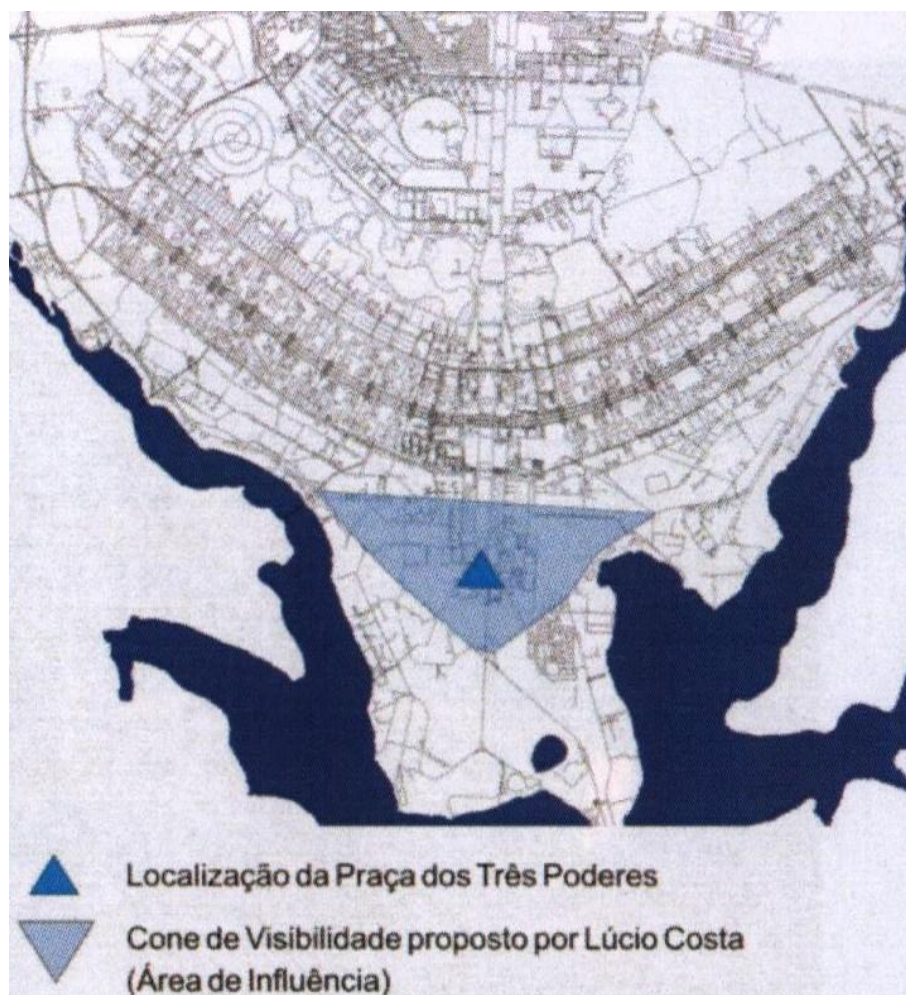 Localização da Praça dos Três Poderes
Cone de Visibilidade proposto por Lúcio Costa
(Área de Influência)